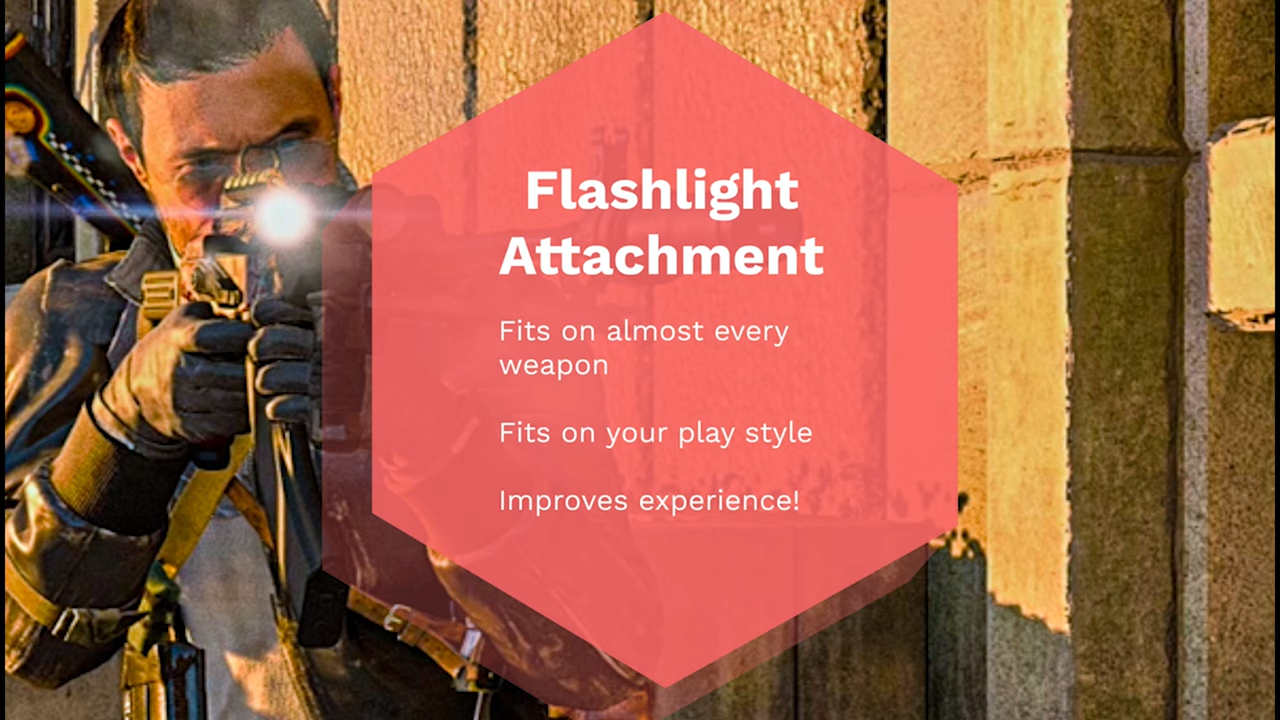 Flashlight
Attachment
Fits on almost every
weapon
Fits on your play style
Improves experience!